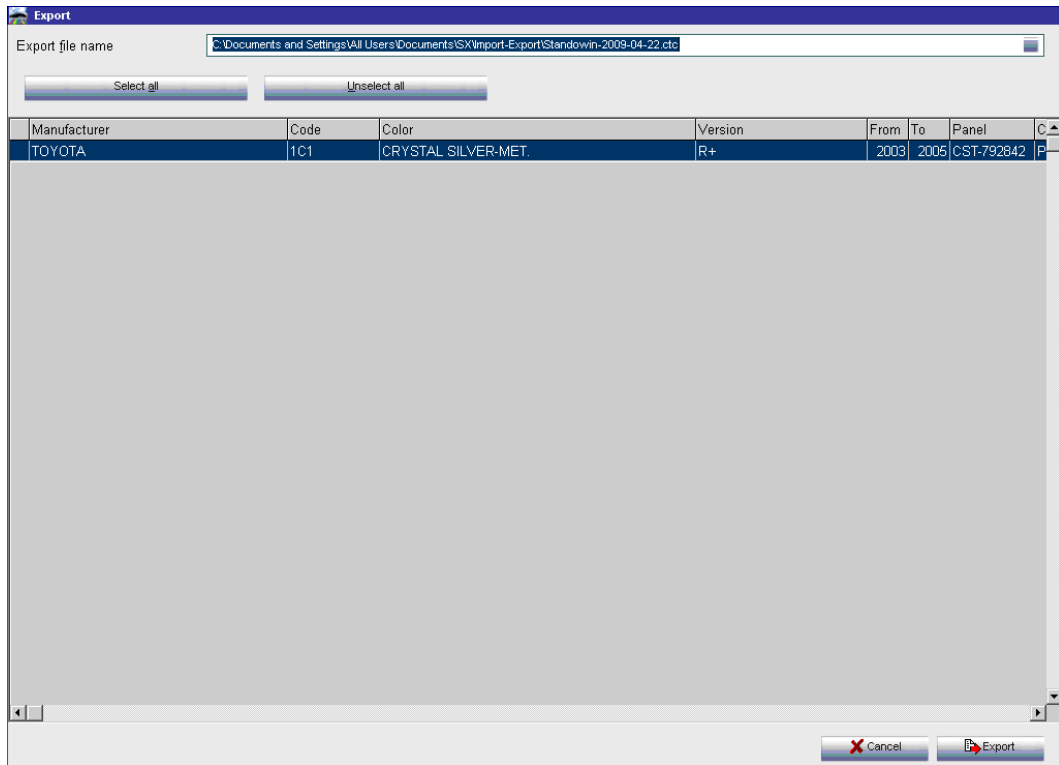 Export
Export file name C:\Documents and Settings\All Users\Documents\SX\Import-Export\Standowin-2009-04-22.ctc
Select all Unselect all
Manufacturer Code Color Version From To Panel C
TOYOTA 1C1 CRYSTAL SILVER-MET. R+ 2003 2005 CST-792842 P
Cancel Export